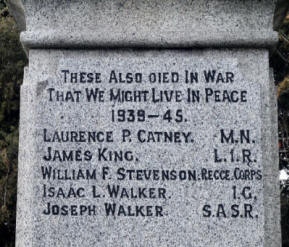 THESE ALSO DIED IN WAR
THAT WE MIGHT LIVE IN PEACE
1939-45.
LAURENCE P. CATNEY. M.N.
JAMES KING. L.I.R.
WILLIAM F. STEVENSON. RECCE. CORPS
ISAAC L. WALKER. I.G.
JOSEPH WALKER. S.A.S.R.